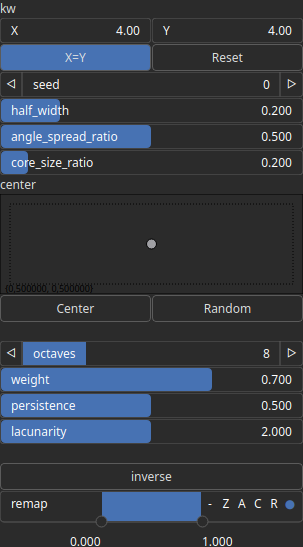 kw
X 4.00 Y 4.00
X=Y Reset
seed 0
half_width 0.200
angle_spread_ratio 0.500
core_size_ratio 0.200
center
(0.500000, 0.500000)
Center Random
octaves 8
weight 0.700
persistence 0.500
lacunarity 2.000
inverse
remap - Z A C R
0.000 1.000